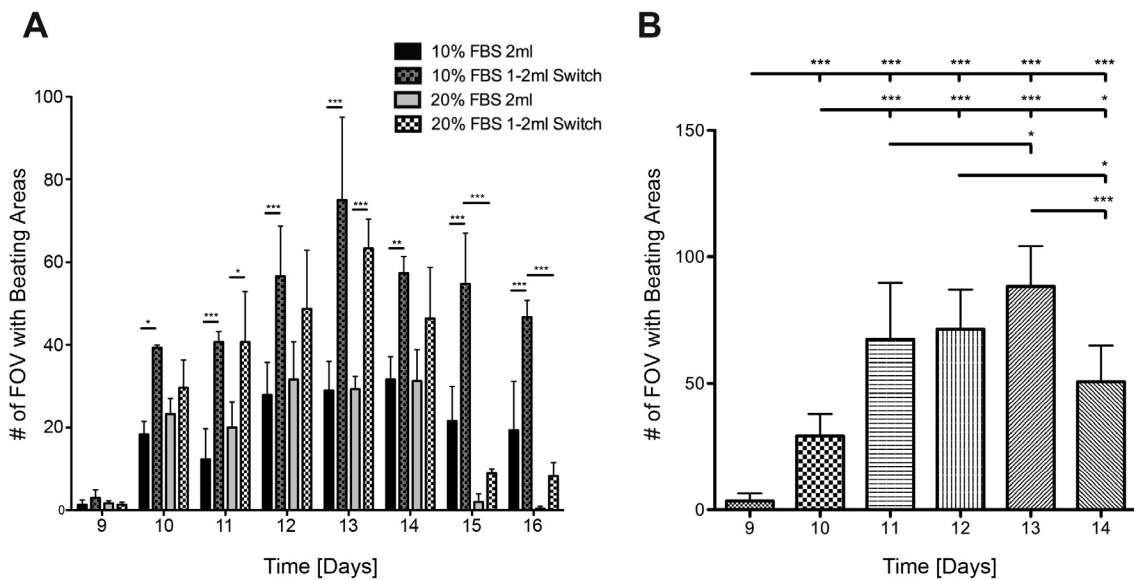 A
10% FBS 2ml
10% FBS 1-2ml Switch
20% FBS 2ml
20% FBS 1-2ml Switch
# of FOV with Beating Areas
100
80
60
40
20
0
* *** * *** *** *** ** *** *** *** ***
9 10 11 12 13 14 15 16
Time [Days]
B
*** *** *** *** ***
*** *** *** *
*
*
***
# of FOV with Beating Areas
150
100
50
0
9 10 11 12 13 14
Time [Days]